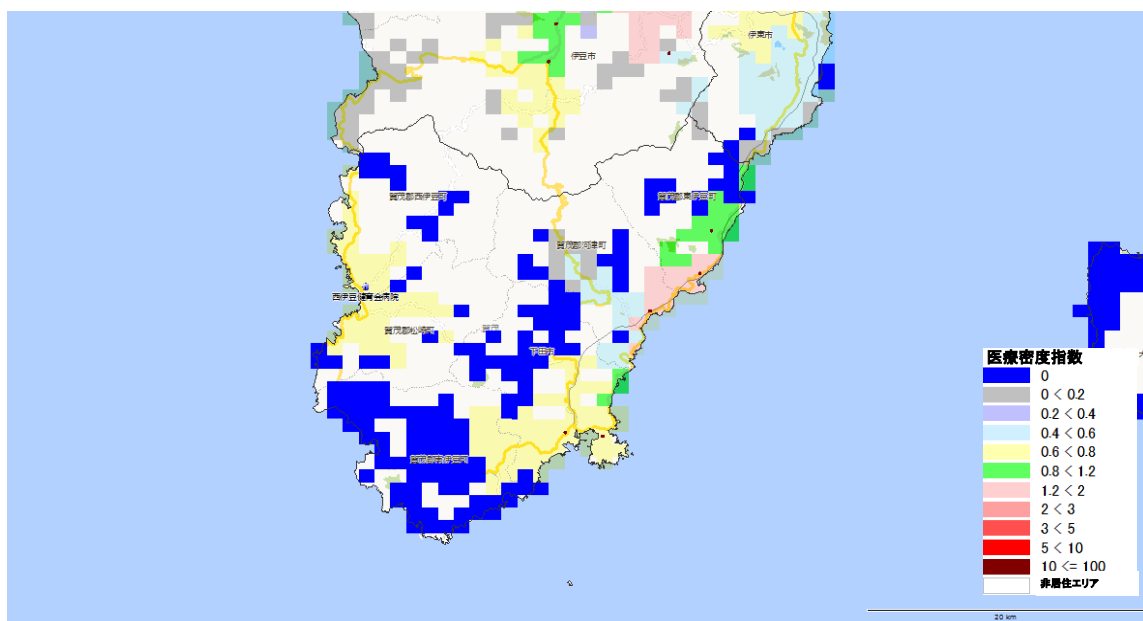 伊東市
伊豆市
賀茂郡西伊豆町
賀茂郡東伊豆町
賀茂郡河津町
西伊豆健育会病院
賀茂郡松崎町
賀茂
下田市
賀茂郡南伊豆町
医療密度指数
0
0 < 0.2
0.2 < 0.4
0.4 < 0.6
0.6 < 0.8
0.8 < 1.2
1.2 < 2
2 < 3
3 < 5
5 < 10
10 <= 100
非居住エリア
20 km